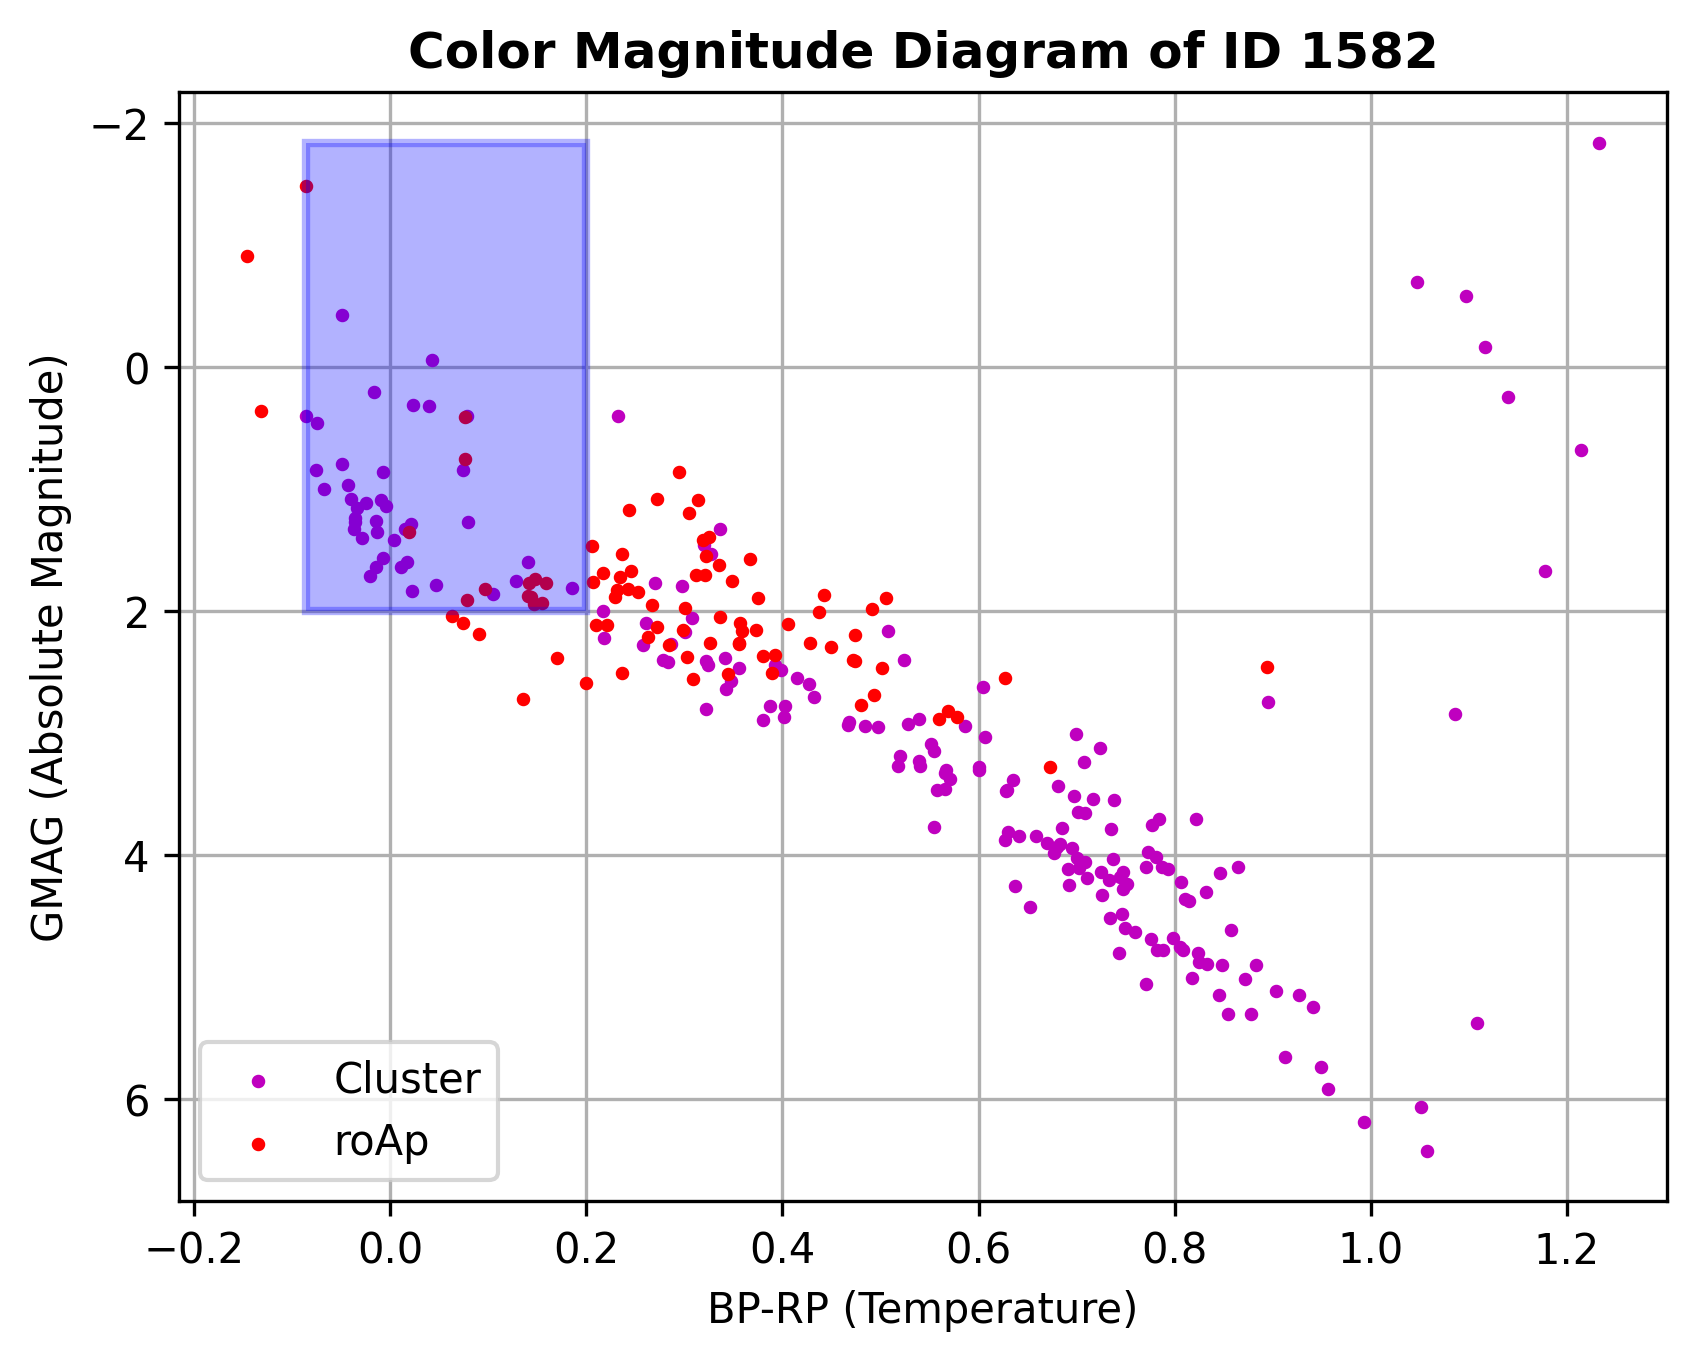 Color Magnitude Diagram of ID 1582
−2
0
2
4
6
GMAG (Absolute Magnitude)
Cluster
roAp
−0.2 0.0 0.2 0.4 0.6 0.8 1.0 1.2
BP-RP (Temperature)